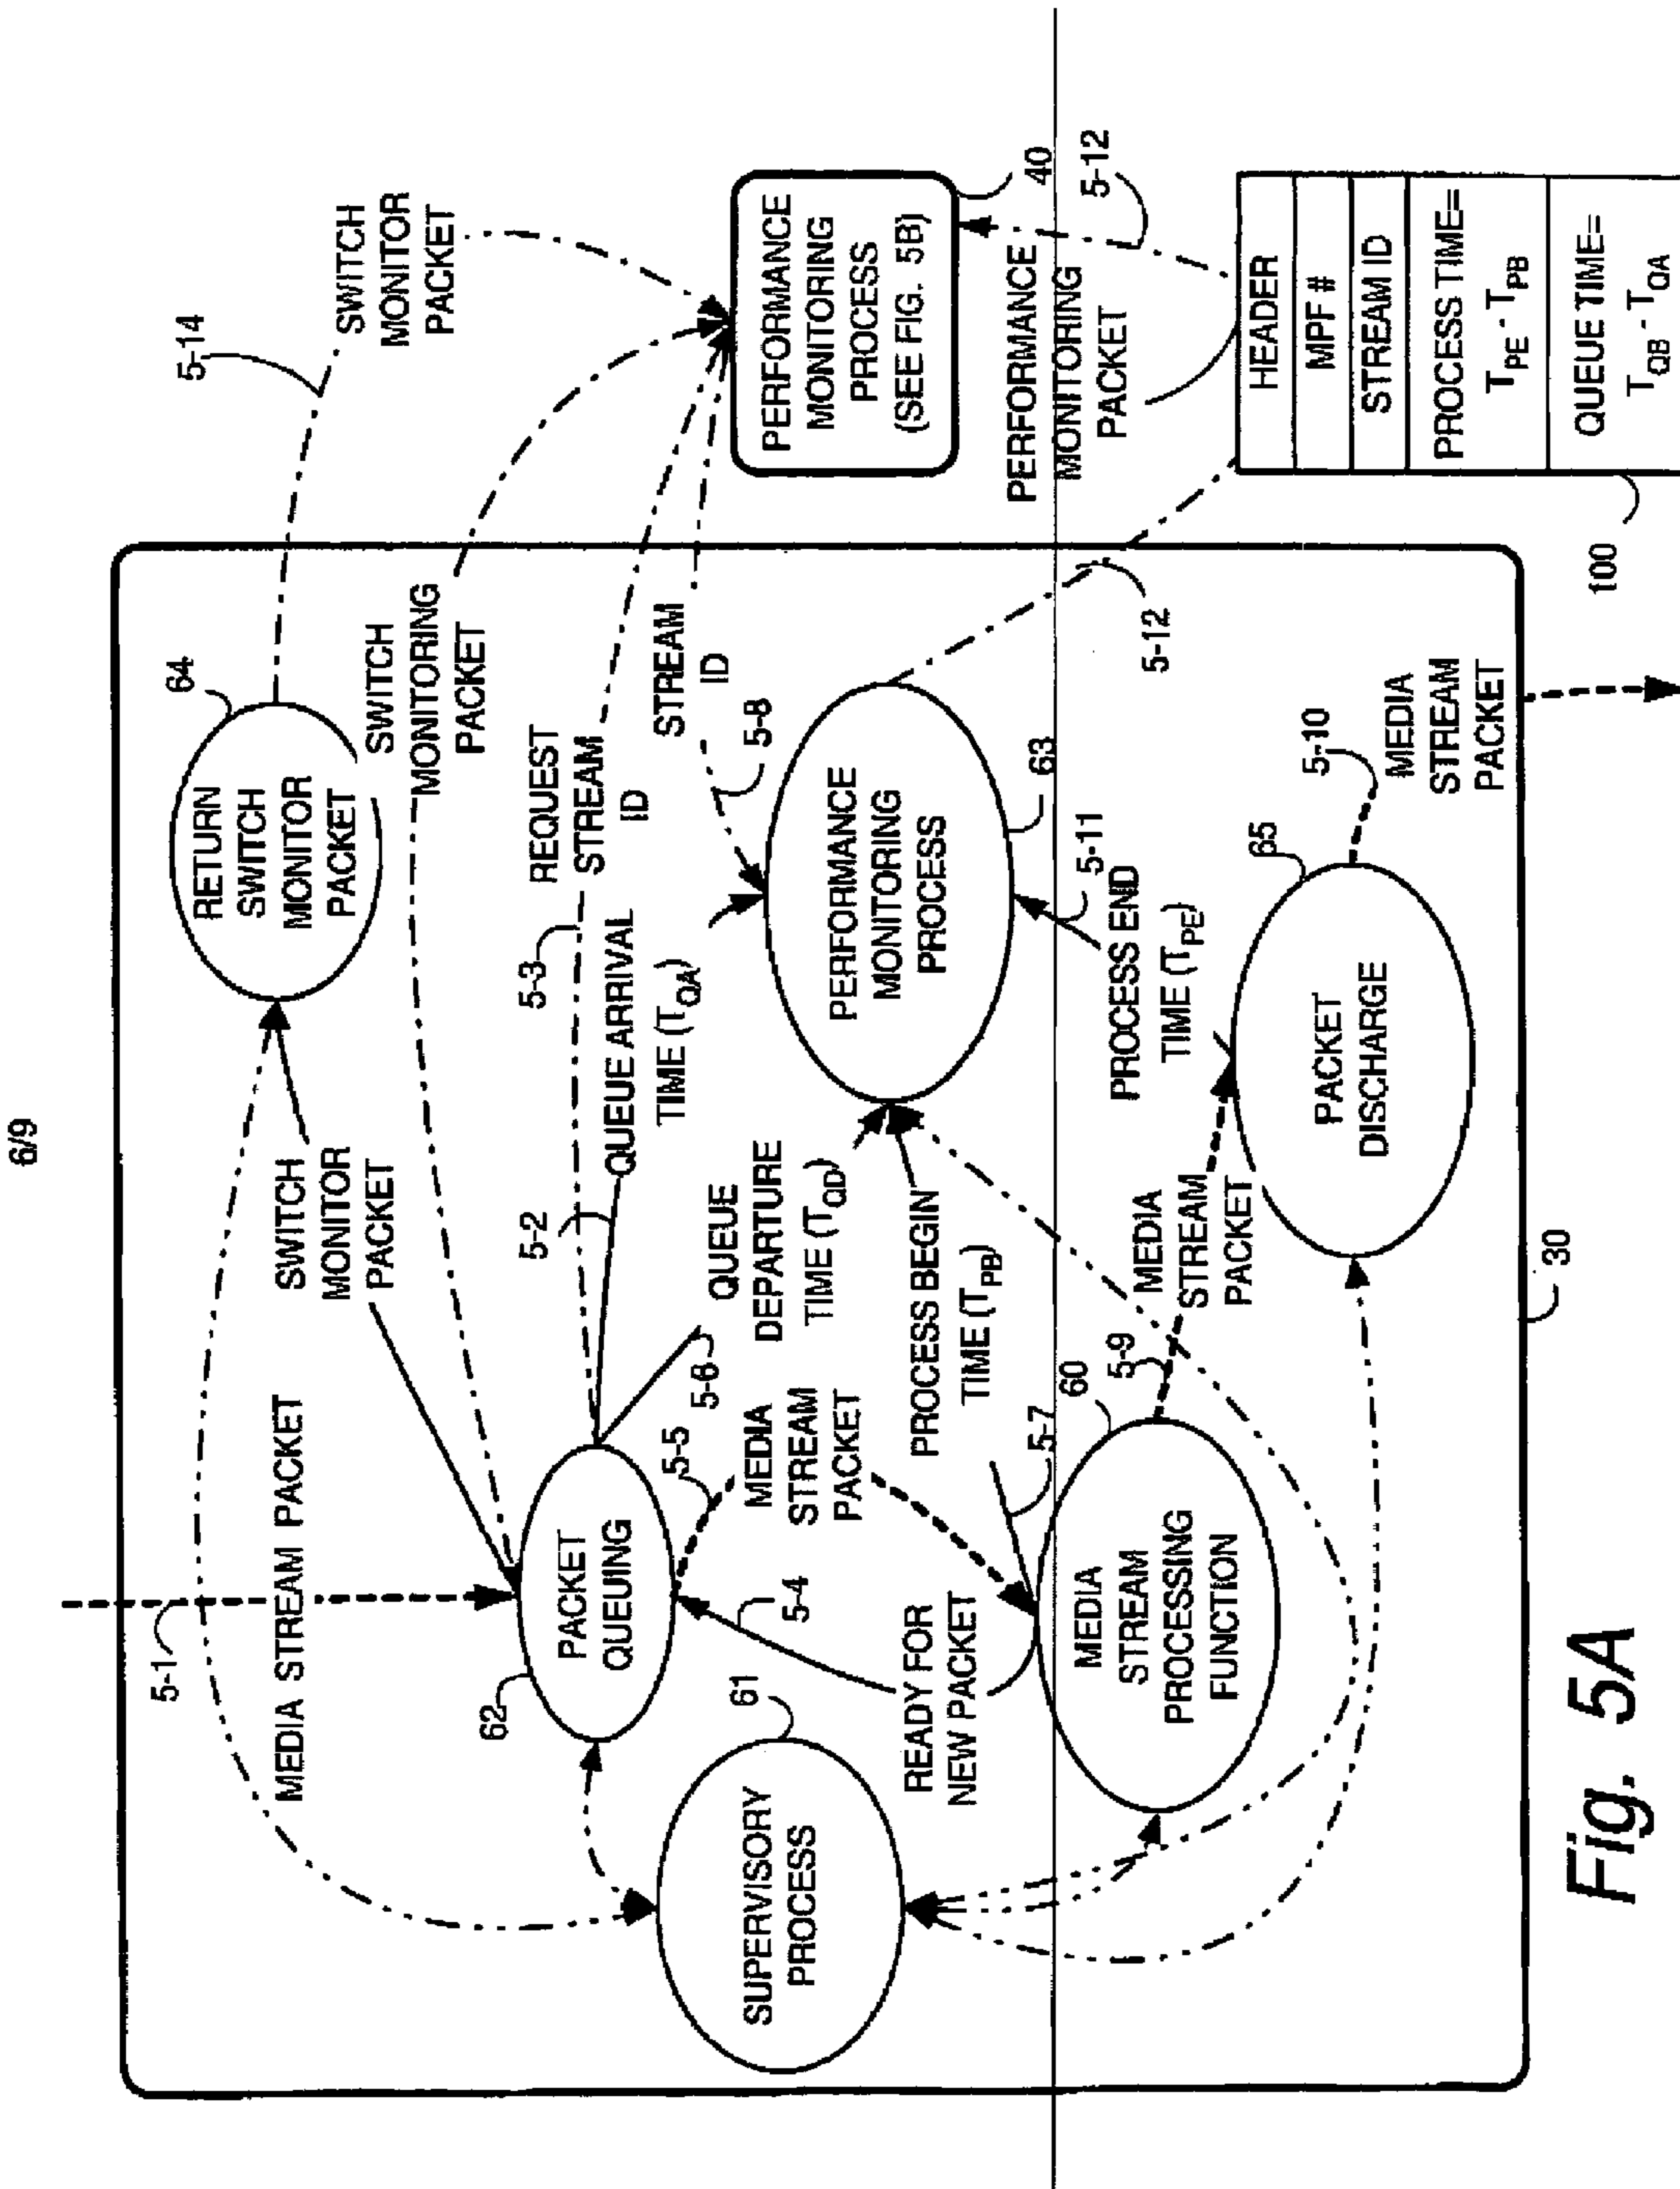 6/9
5-14
SWITCH
MONITOR
PACKET
64
RETURN
SWITCH
MONITOR
PACKET
SWITCH
MONITORING
PACKET
SWITCH
MONITOR
PACKET
5-1
MEDIA STREAM PACKET
PERFORMANCE
MONITORING
PROCESS
(SEE FIG. 5B)
40
5-3
REQUEST
STREAM
ID
STREAM
ID
5-8
5-2
QUEUE ARRIVAL
TIME (T_QA)
62
PACKET
QUEUING
5-6
QUEUE
DEPARTURE
TIME (T_QD)
5-5
MEDIA
STREAM
PACKET
5-4
READY FOR
NEW PACKET
61
SUPERVISORY
PROCESS
PERFORMANCE
MONITORING
PROCESS
63
PROCESS BEGIN
TIME (T_PB)
5-7
5-11
PROCESS END
TIME (T_PE)
60
MEDIA
STREAM
PROCESSING
FUNCTION
5-9
MEDIA
STREAM
PACKET
65
PACKET
DISCHARGE
5-10
MEDIA
STREAM
PACKET
5-12
PERFORMANCE
MONITORING
PACKET
5-12
HEADER
MPF #
STREAM ID
PROCESS TIME=
T_PE - T_PB
QUEUE TIME=
T_QB - T_QA
100
30
Fig. 5A